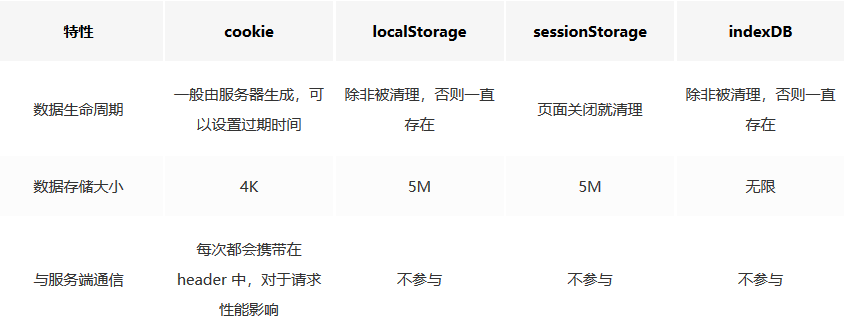 特性 cookie localStorage sessionStorage indexDB
数据生命周期 一般由服务器生成，可以设置过期时间 除非被清理，否则一直存在 页面关闭就清理 除非被清理，否则一直存在
数据存储大小 4K 5M 5M 无限
与服务端通信 每次都会携带在 header 中，对于请求性能影响 不参与 不参与 不参与